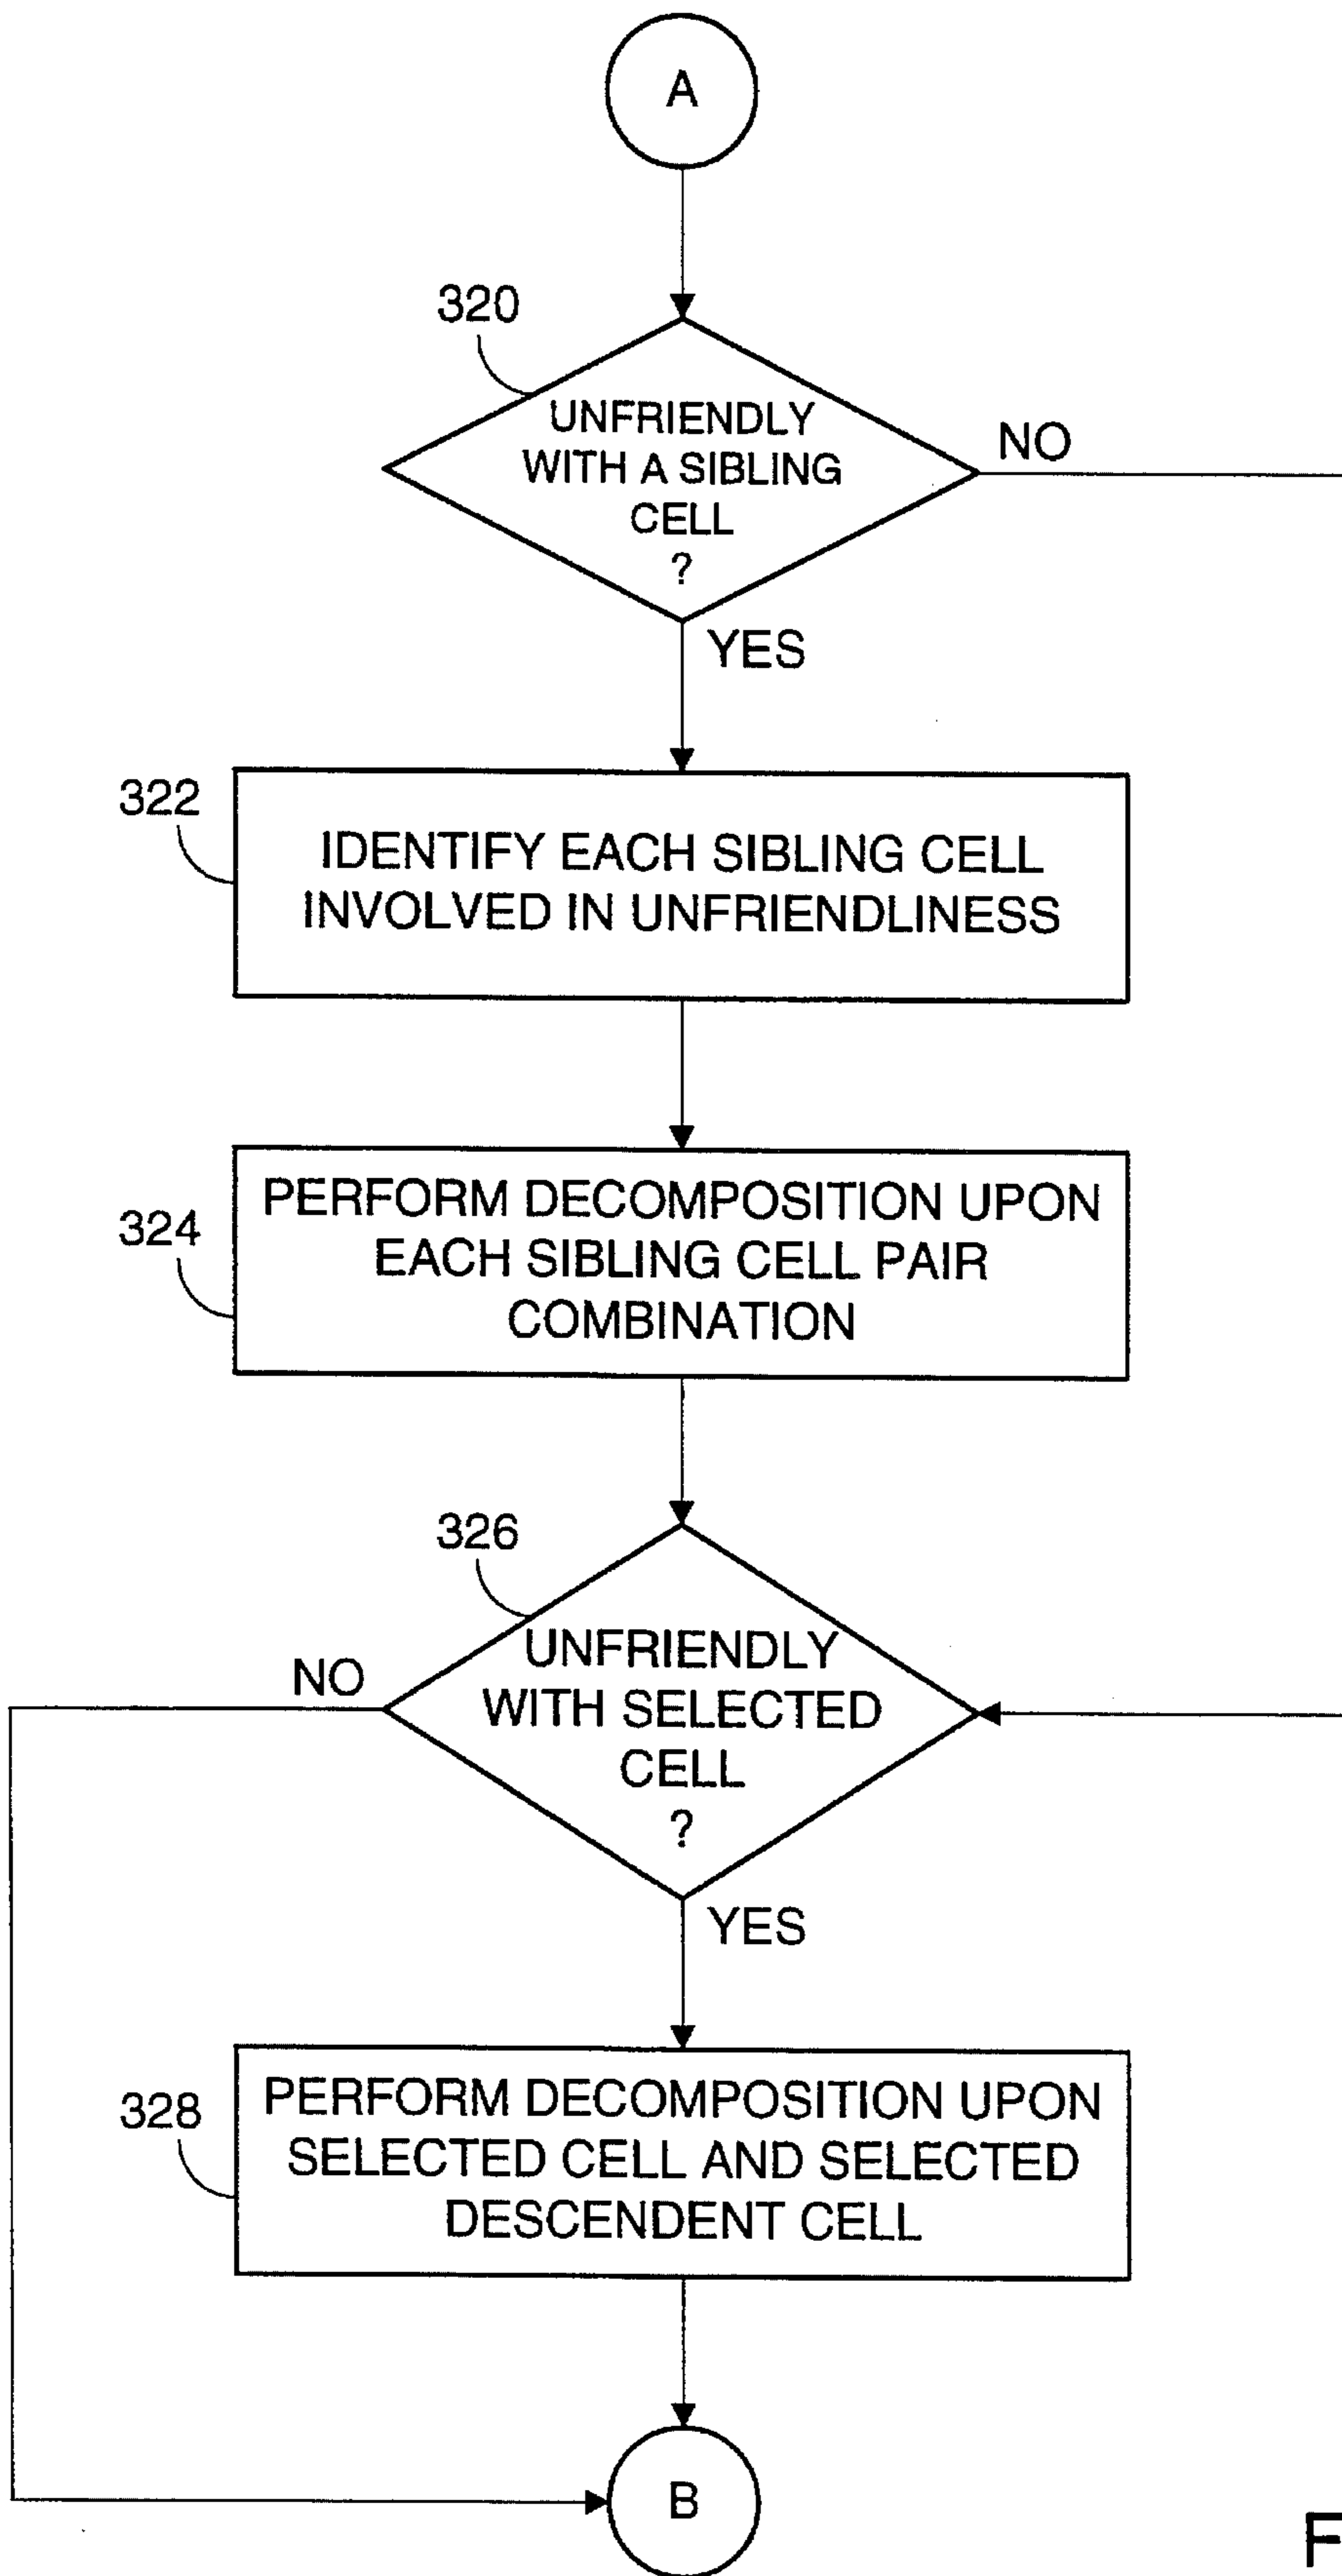 A
320
UNFRIENDLY
WITH A SIBLING
CELL
?
NO
YES
322
IDENTIFY EACH SIBLING CELL
INVOLVED IN UNFRIENDLINESS
324
PERFORM DECOMPOSITION UPON
EACH SIBLING CELL PAIR
COMBINATION
326
UNFRIENDLY
WITH SELECTED
CELL
?
NO
YES
328
PERFORM DECOMPOSITION UPON
SELECTED CELL AND SELECTED
DESCENDENT CELL
B
F